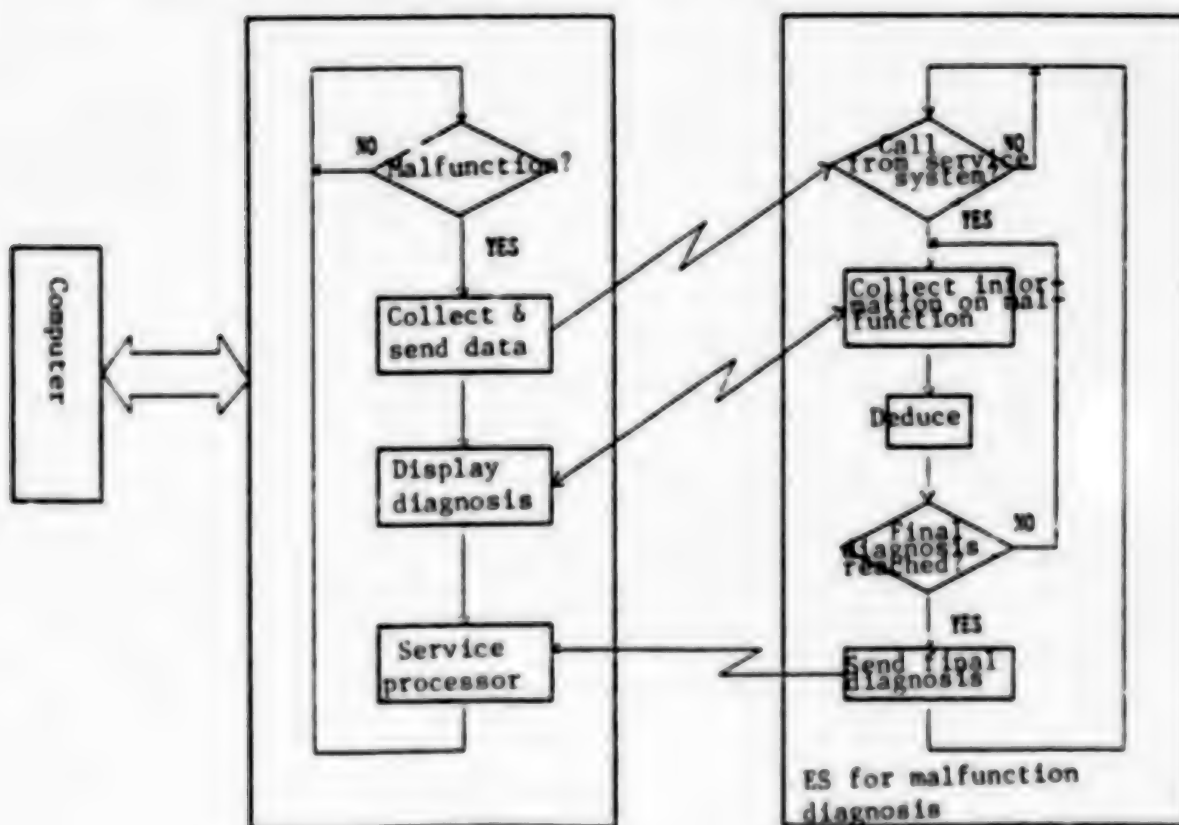 Computer
NO
Malfunction?
YES
Collect &
send data
Display
diagnosis
Service
processor
Call
from service
system?
NO
YES
Collect infor-
mation on mal-
function
Deduce
Final
diagnosis
reached?
NO
YES
Send final
diagnosis
ES for malfunction
diagnosis